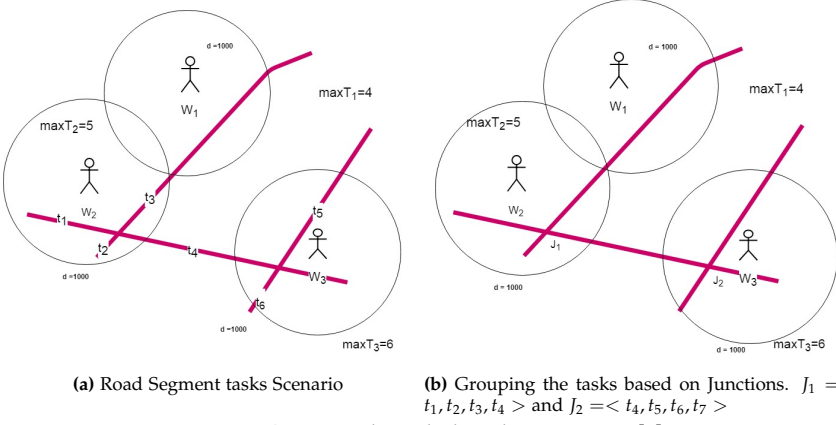 d =1000
W1
maxT1=4
maxT2=5
W2
t1
t2
t3
t4
t5
t6
W3
d =1000
d =1000
maxT3=6
(a) Road Segment tasks Scenario
d = 1000
W1
maxT1=4
maxT2=5
W2
J1
J2
W3
d = 1000
d = 1000
maxT3=6
(b) Grouping the tasks based on Junctions. J1 =
t1, t2, t3, t4 > and J2 =< t4, t5, t6, t7 >